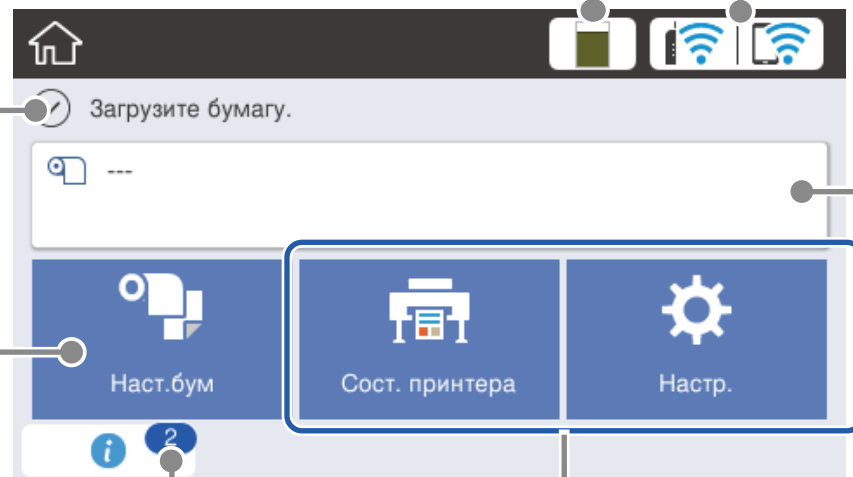 Загрузите бумагу.
---
Наст.бум
Сост. принтера
Настр.
i
2